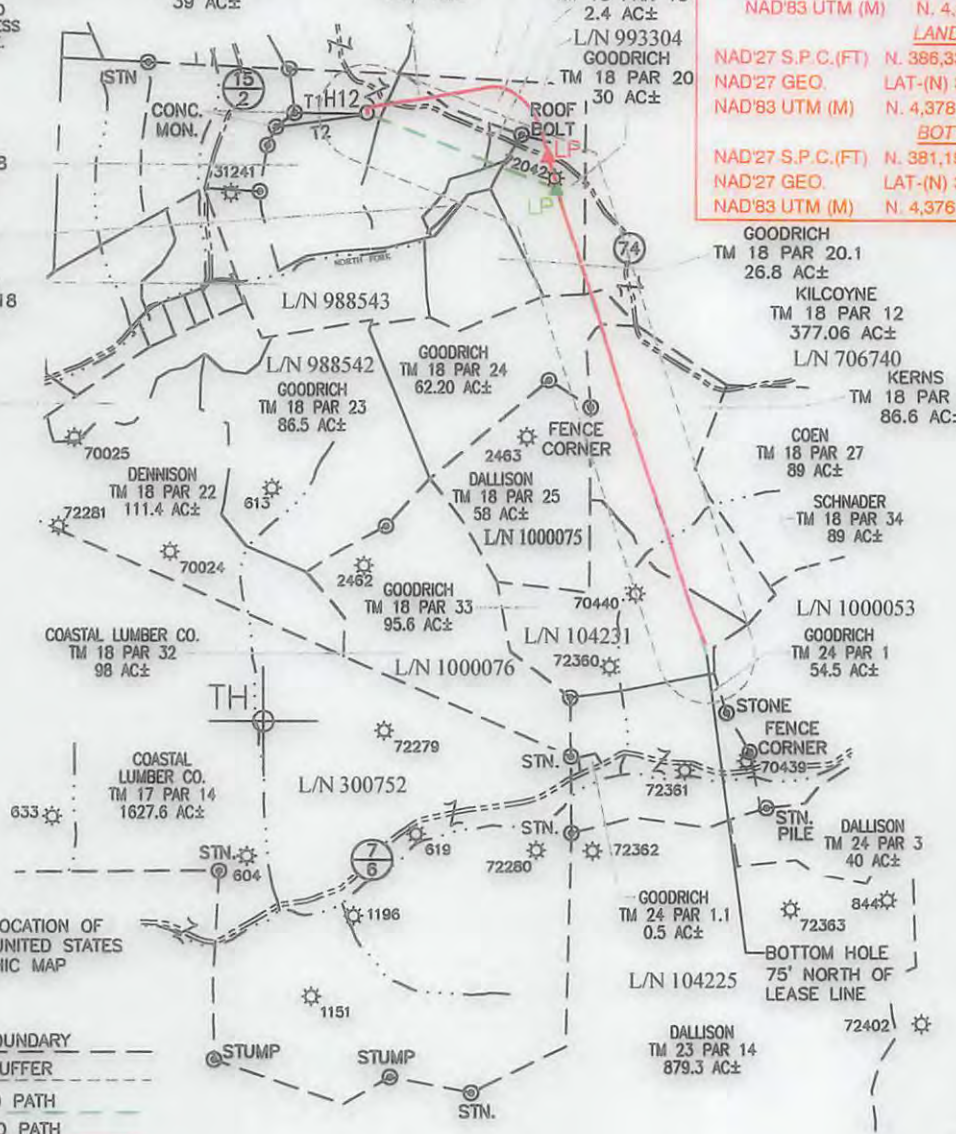 39 AC±
ESS
2.4 AC±
L/N 993304
GOODRICH
TM 18 PAR 20
30 AC±
NAD'83 UTM (M) N. 4,
NAD'27 S.P.C.(FT) N. 386,3
NAD'27 GEO. LAT-(N)
NAD'83 UTM (M) N. 4,378
NAD'27 S.P.C.(FT) N. 381,19
NAD'27 GEO. LAT-(N)
NAD'83 UTM (M) N. 4,376
STN
15
2
CONC.
MON.
T1
H12
T2
ROOF
BOLT
LP
2042
LP
31241
74
NORTH FORK
GOODRICH
TM 18 PAR 20.1
26.8 AC±
KILCOYNE
TM 18 PAR 12
377.06 AC±
L/N 706740
KERNS
TM 18 PAR
86.6 AC±
L/N 988543
L/N 988542
GOODRICH
TM 18 PAR 24
62.20 AC±
GOODRICH
TM 18 PAR 23
86.5 AC±
FENCE
CORNER
2463
COEN
TM 18 PAR 27
89 AC±
SCHNADER
TM 18 PAR 34
89 AC±
70025
DENNISON
TM 18 PAR 22
111.4 AC±
613
DALLISON
TM 18 PAR 25
58 AC±
L/N 1000075
72281
70024
2462
GOODRICH
TM 18 PAR 33
95.6 AC±
70440
L/N 1000053
GOODRICH
TM 24 PAR 1
54.5 AC±
L/N 104231
COASTAL LUMBER CO.
TM 18 PAR 32
98 AC±
L/N 1000076
72360
TH
STONE
FENCE
CORNER
70439
72279
STN.
72361
COASTAL
LUMBER CO.
TM 17 PAR 14
1627.6 AC±
L/N 300752
633
STN.
PILE
DALLISON
TM 24 PAR 3
40 AC±
STN.
619
72280
72362
7
6
STN.
604
GOODRICH
TM 24 PAR 1.1
0.5 AC±
844
72363
1196
LOCATION OF
UNITED STATES
HIC MAP
BOTTOM HOLE
75' NORTH OF
LEASE LINE
L/N 104225
1151
72402
DALLISON
TM 23 PAR 14
879.3 AC±
OUNDARY
UFFER
PATH
PATH
STUMP
STUMP
STN.